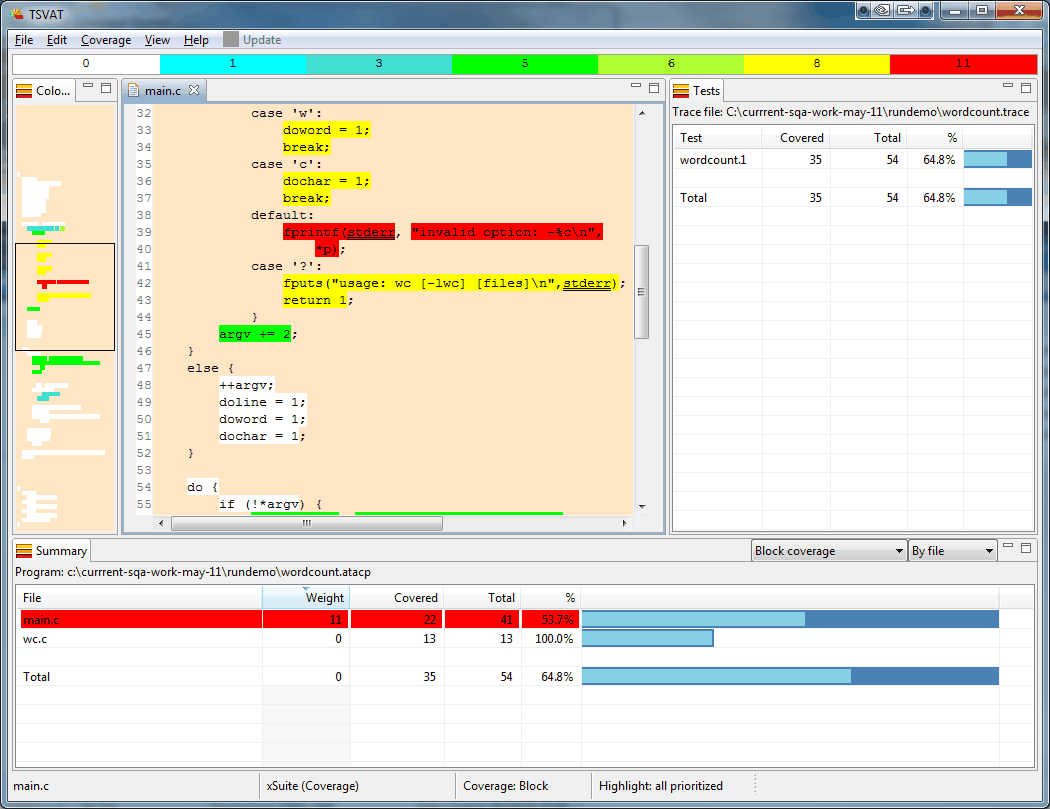 TSVAT
File Edit Coverage View Help Update
0 1 3 5 6 8 11
Colo...
main.c
32 case 'w':
33 doword = 1;
34 break;
35 case 'c':
36 dochar = 1;
37 break;
38 default:
39 fprintf(stderr, "invalid option: -%c\n",
40 *p);
41 case '?':
42 fputs("usage: wc [-lwc] [files]\n",stderr);
43 return 1;
44 }
45 argv += 2;
46 }
47 else {
48 ++argv;
49 doline = 1;
50 doword = 1;
51 dochar = 1;
52 }
53
54 do {
55 if (!*argv) {
Tests
Trace file: C:\currrent-sqa-work-may-11\rundemo\wordcount.trace
Test Covered Total %
wordcount.1 35 54 64.8%
Total 35 54 64.8%
Summary
Block coverage By file
Program: c:\currrent-sqa-work-may-11\rundemo\wordcount.atacp
File Weight Covered Total %
main.c 11 22 41 53.7%
wc.c 0 13 13 100.0%
Total 0 35 54 64.8%
main.c xSuite (Coverage) Coverage: Block Highlight: all prioritized